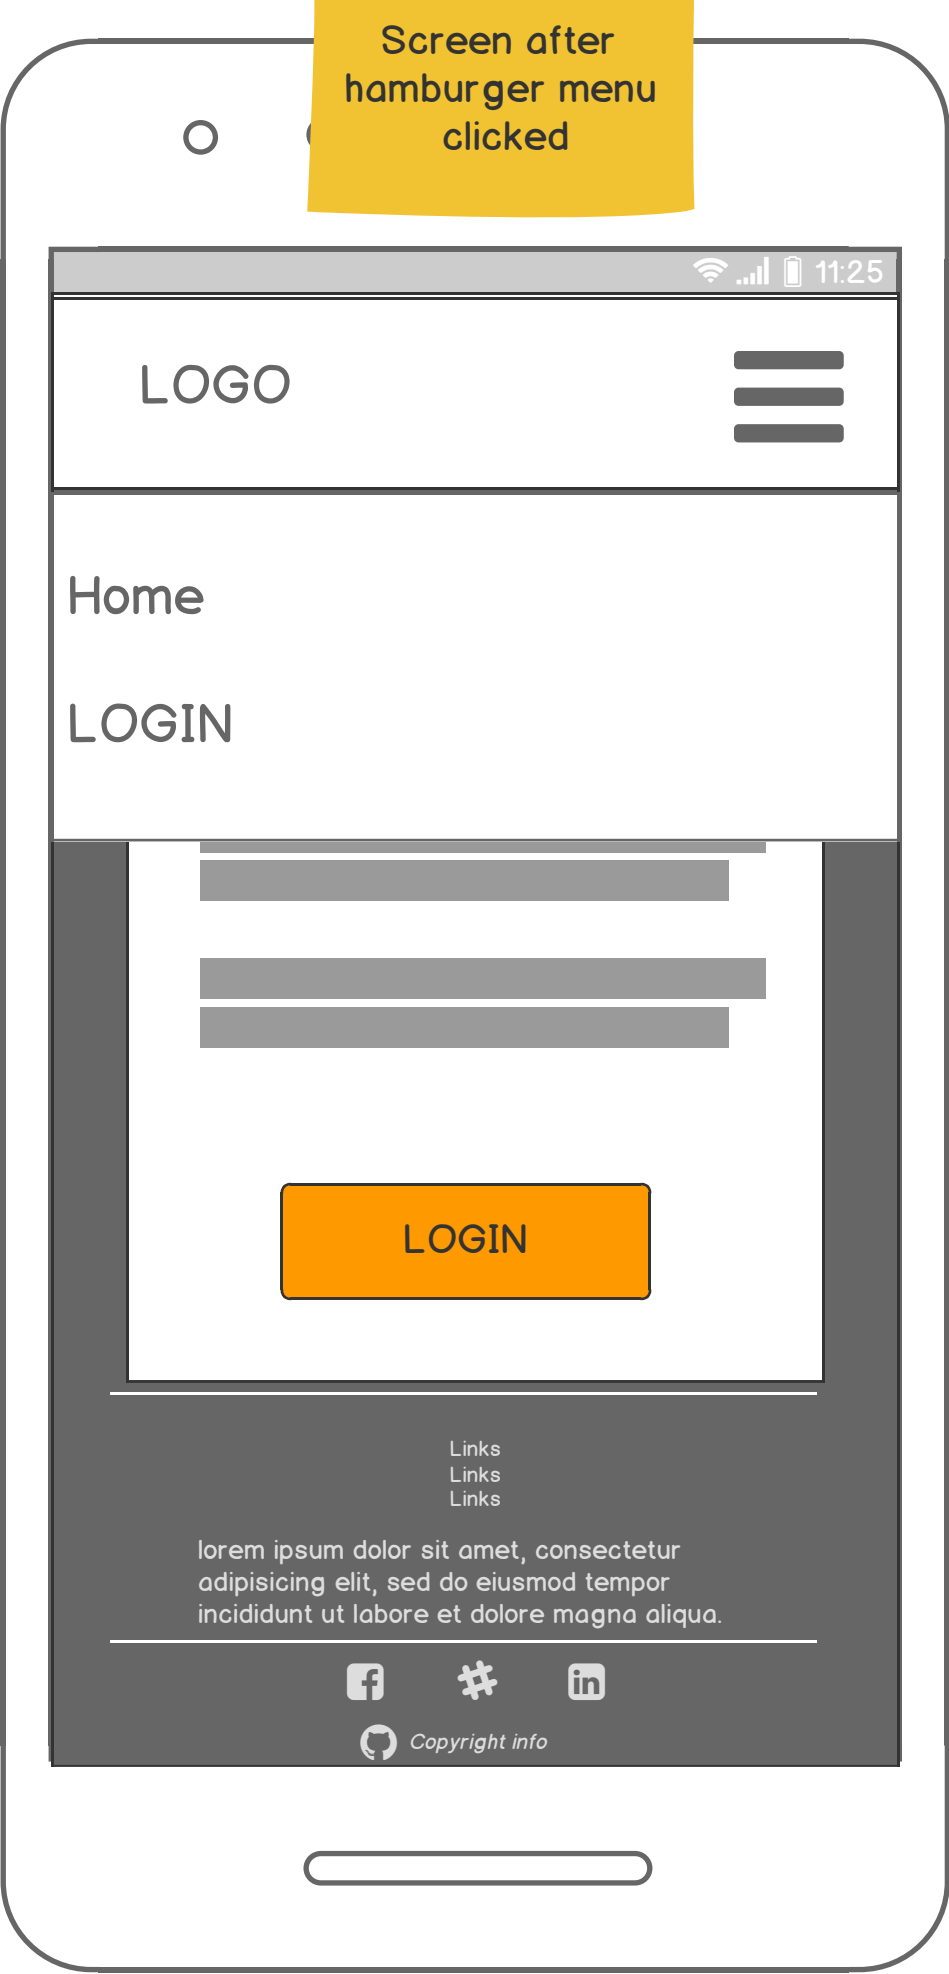 Screen after
hamburger menu
clicked
11:25
LOGO
Home
LOGIN
LOGIN
Links
Links
Links
lorem ipsum dolor sit amet, consectetur
adipisicing elit, sed do eiusmod tempor
incididunt ut labore et dolore magna aliqua.
Copyright info